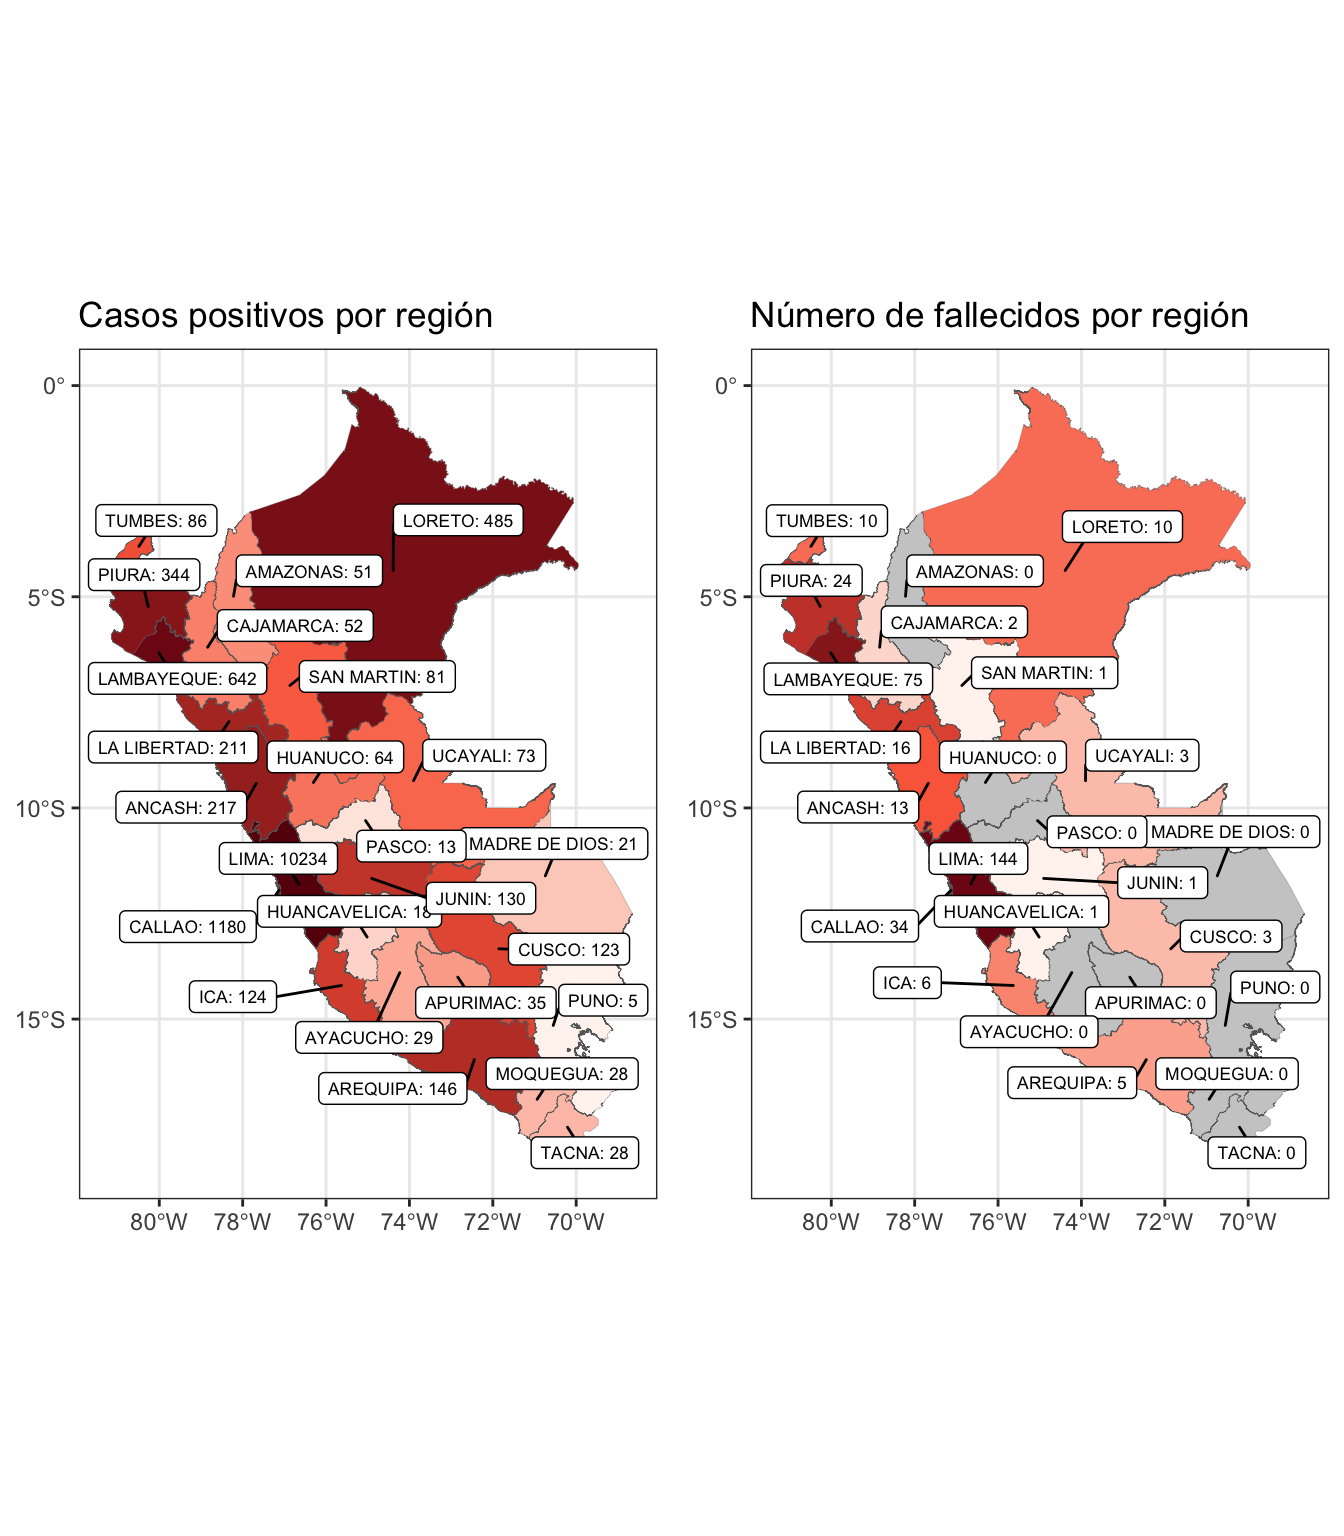 Casos positivos por región
0°
5°S
10°S
15°S
TUMBES: 86
LORETO: 485
PIURA: 344
AMAZONAS: 51
CAJAMARCA: 52
LAMBAYEQUE: 642
SAN MARTIN: 81
LA LIBERTAD: 211
HUANUCO: 64
UCAYALI: 73
ANCASH: 217
PASCO: 13
MADRE DE DIOS: 21
LIMA: 10234
JUNIN: 130
HUANCAVELICA: 18
CALLAO: 1180
CUSCO: 123
ICA: 124
APURIMAC: 35
PUNO: 5
AYACUCHO: 29
AREQUIPA: 146
MOQUEGUA: 28
TACNA: 28
80°W 78°W 76°W 74°W 72°W 70°W
Número de fallecidos por región
0°
5°S
10°S
15°S
TUMBES: 10
LORETO: 10
PIURA: 24
AMAZONAS: 0
CAJAMARCA: 2
LAMBAYEQUE: 75
SAN MARTIN: 1
LA LIBERTAD: 16
HUANUCO: 0
UCAYALI: 3
ANCASH: 13
PASCO: 0
MADRE DE DIOS: 0
LIMA: 144
JUNIN: 1
HUANCAVELICA: 1
CALLAO: 34
CUSCO: 3
ICA: 6
APURIMAC: 0
PUNO: 0
AYACUCHO: 0
AREQUIPA: 5
MOQUEGUA: 0
TACNA: 0
80°W 78°W 76°W 74°W 72°W 70°W